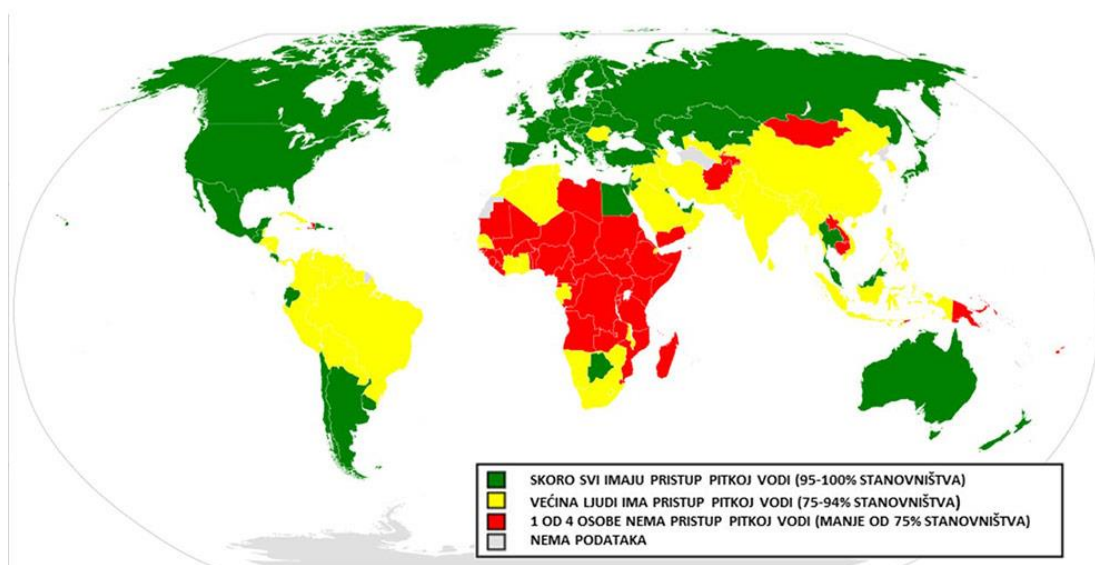 SKORO SVI IMAJU PRISTUP PITKOJ VODI (95-100% STANOVNIŠTVA)
VEĆINA LJUDI IMA PRISTUP PITKOJ VODI (75-94% STANOVNIŠTVA)
1 OD 4 OSOBE NEMA PRISTUP PITKOJ VODI (MANJE OD 75% STANOVNIŠTVA)
NEMA PODATAKA